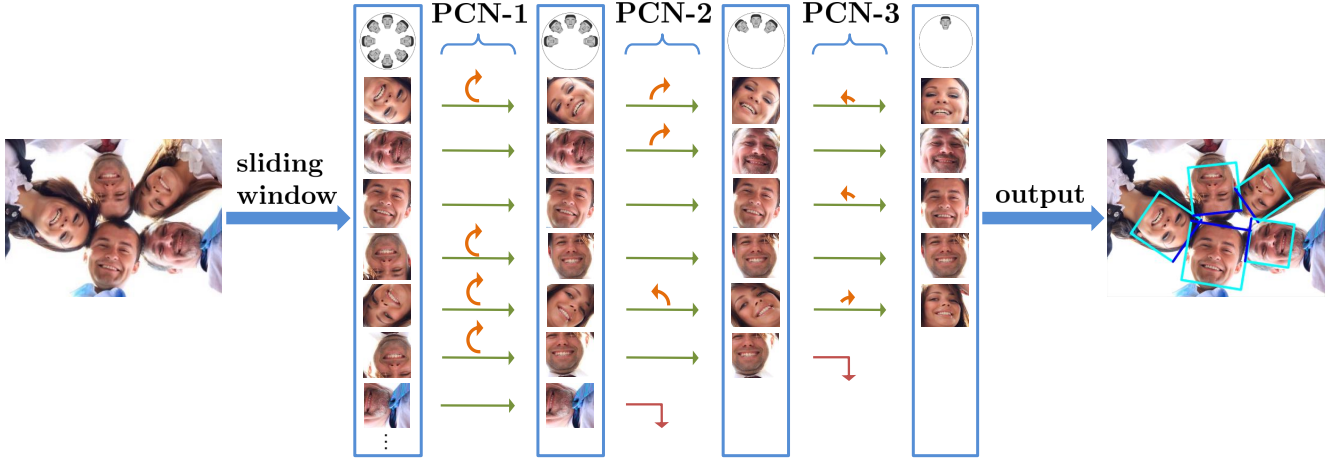 PCN-1
PCN-2
PCN-3
sliding
window
output